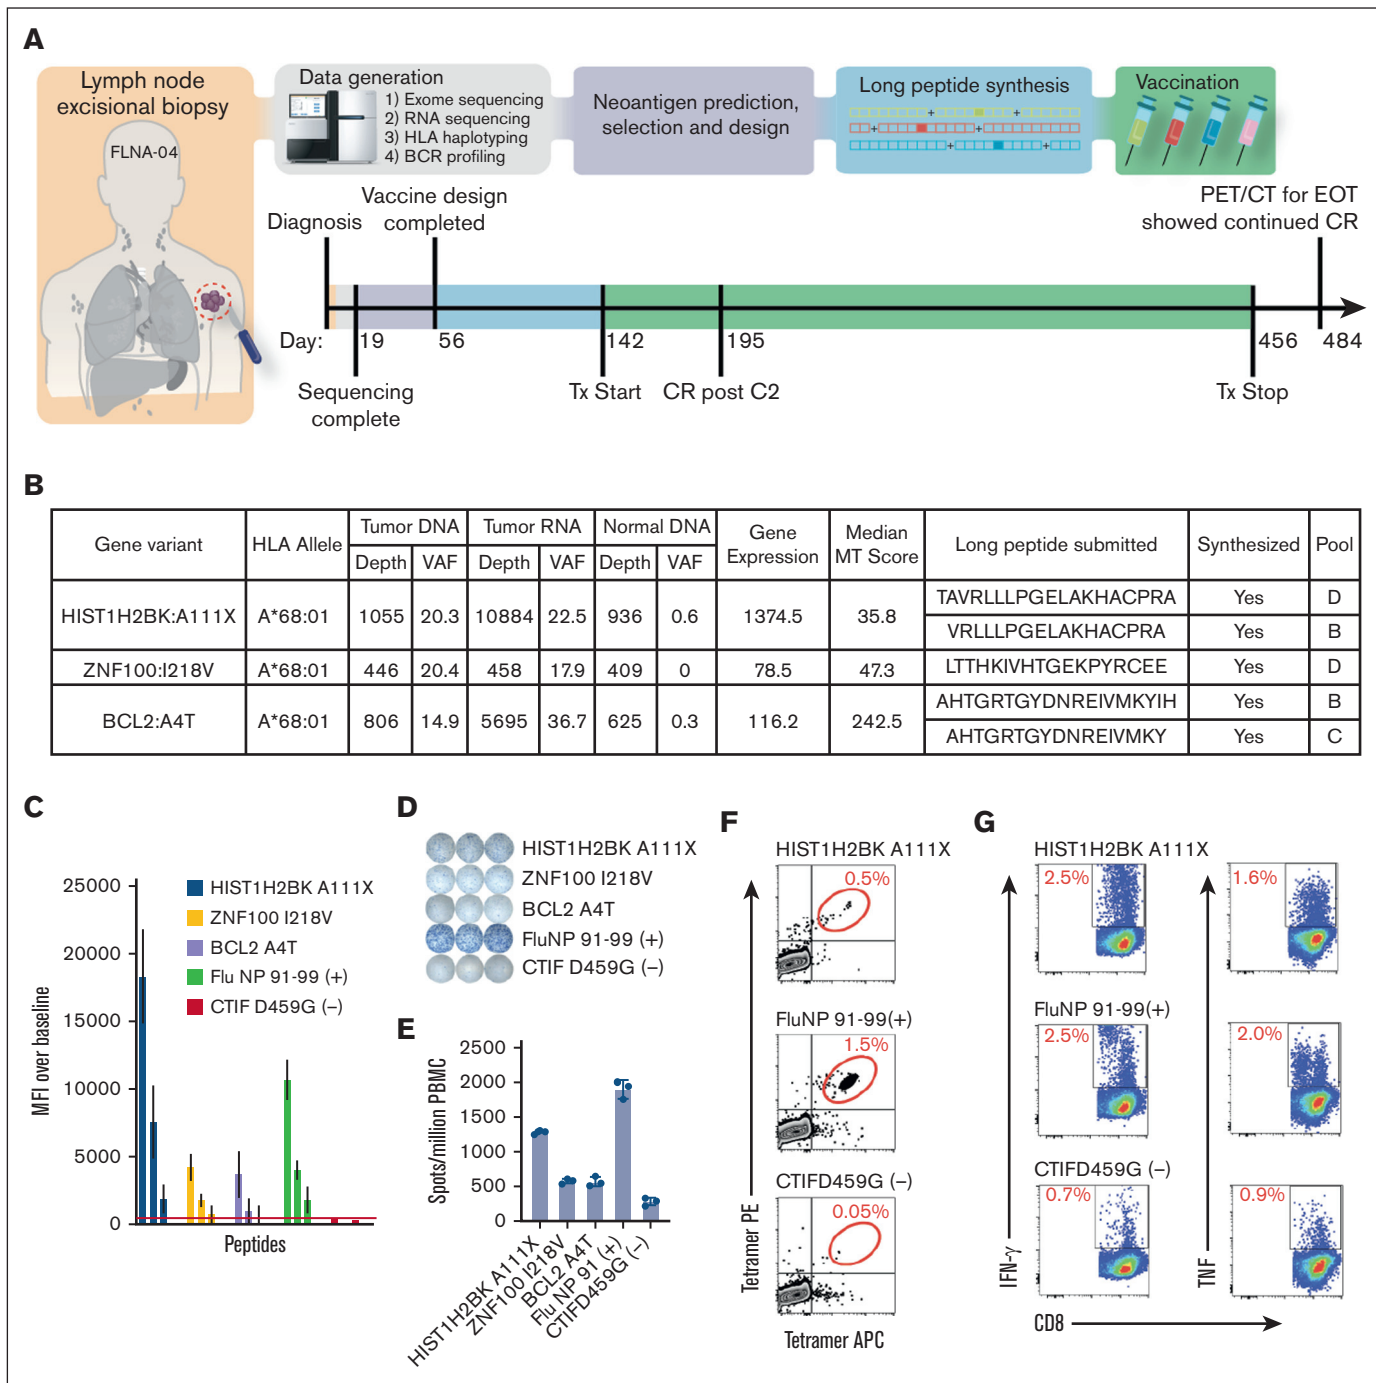 A
Lymph node
excisional biopsy
FLNA-04
Data generation
1) Exome sequencing
2) RNA sequencing
3) HLA haplotyping
4) BCR profiling
Neoantigen prediction,
selection and design
Long peptide synthesis
+ +
+ +
+ +
Vaccination
Diagnosis
Vaccine design
completed
PET/CT for EOT
showed continued CR
Day: 19 56 142 195 456 484
Sequencing
complete
Tx Start
CR post C2
Tx Stop
B
Gene variant HLA Allele Tumor DNA Tumor RNA Normal DNA Gene Expression Median MT Score Long peptide submitted Synthesized Pool
Depth VAF Depth VAF Depth VAF
HIST1H2BK:A111X A*68:01 1055 20.3 10884 22.5 936 0.6 1374.5 35.8 TAVRLLLPGELAKHACPRA Yes D
VRLLLPGELAKHACPRA Yes B
ZNF100:I218V A*68:01 446 20.4 458 17.9 409 0 78.5 47.3 LTTHKIVHTGEKPYRCEE Yes D
BCL2:A4T A*68:01 806 14.9 5695 36.7 625 0.3 116.2 242.5 AHTGRTGYDNREIVMKYIH Yes B
AHTGRTGYDNREIVMKY Yes C
C
MFI over baseline
25000
20000
15000
10000
5000
0
Peptides
HIST1H2BK A111X
ZNF100 I218V
BCL2 A4T
Flu NP 91-99 (+)
CTIF D459G (−)
D
HIST1H2BK A111X
ZNF100 I218V
BCL2 A4T
FluNP 91-99 (+)
CTIF D459G (−)
E
Spots/million PBMC
2500
2000
1500
1000
500
0
HIST1H2BK A111X
ZNF100 I218V
BCL2 A4T
Flu NP 91 (+)
CTIFD459G (−)
F
HIST1H2BK A111X
0.5%
FluNP 91-99(+)
1.5%
CTIFD459G (−)
0.05%
Tetramer PE
Tetramer APC
G
HIST1H2BK A111X
2.5%
1.6%
FluNP 91-99(+)
2.5%
2.0%
CTIFD459G (−)
0.7%
0.9%
IFN-γ
TNF
CD8